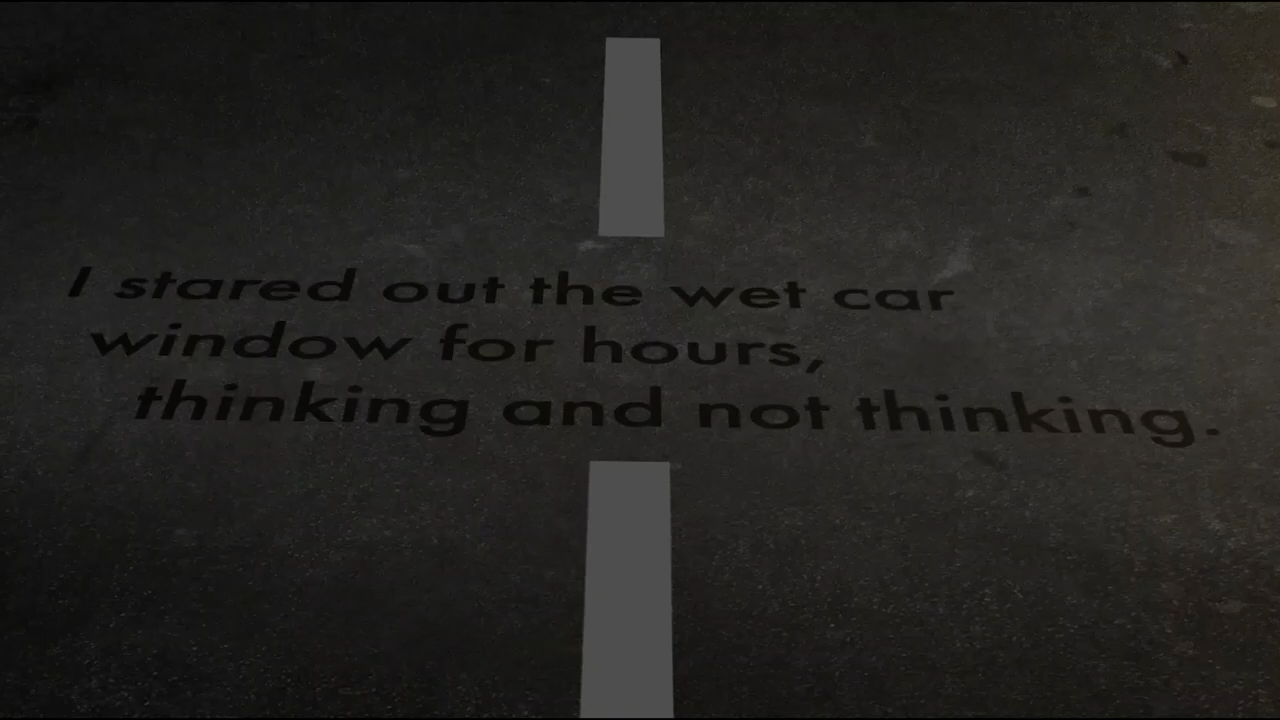 I stared out the wet car
window for hours,
thinking and not thinking.